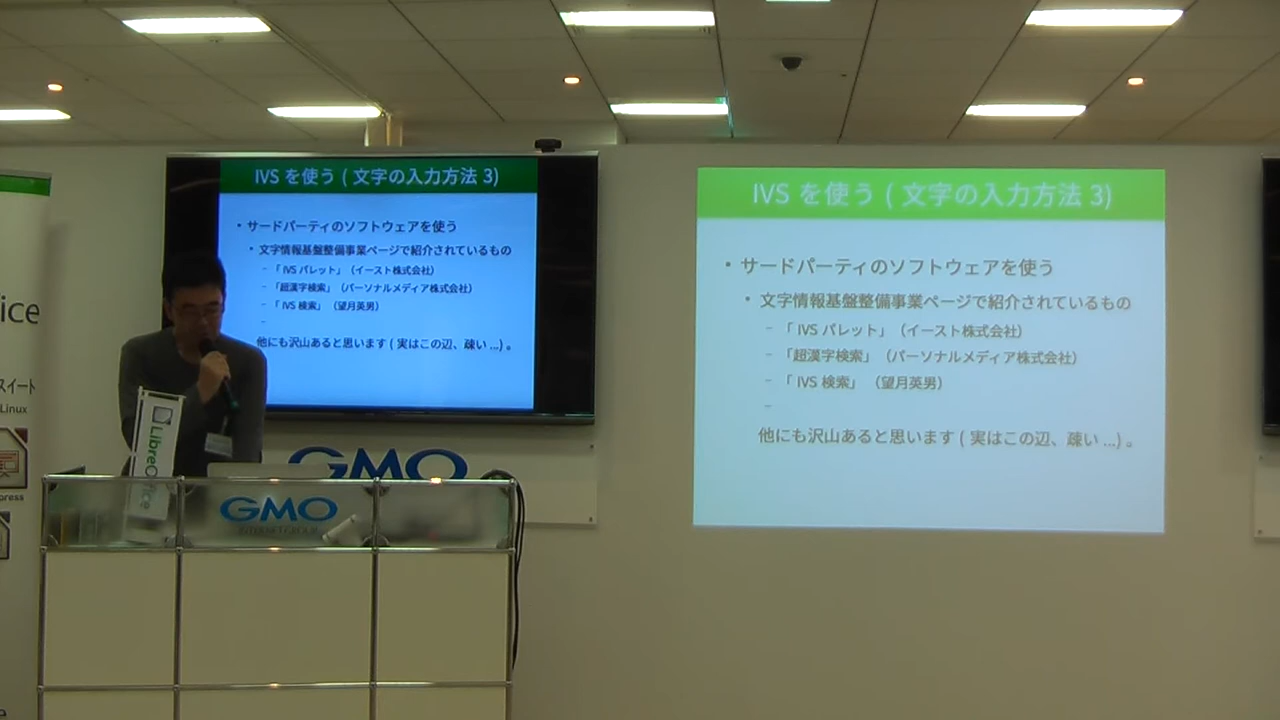 IVS を使う ( 文字の入力方法 3)
・サードパーティのソフトウェアを使う
・文字情報基盤整備事業ページで紹介されているもの
–「 IVS パレット」（イースト株式会社）
–「超漢字検索」（パーソナルメディア株式会社）
–「 IVS 検索」（望月英男）
–
他にも沢山あると思います ( 実はこの辺、疎い ...) 。
IVS を使う ( 文字の入力方法 3)
・サードパーティのソフトウェアを使う
・文字情報基盤整備事業ページで紹介されているもの
–「 IVS パレット」（イースト株式会社）
–「超漢字検索」（パーソナルメディア株式会社）
–「 IVS 検索」（望月英男）
–
他にも沢山あると思います ( 実はこの辺、疎い ...) 。
ice
スイート
Linux
press
LibreOffice
GMO
GMO
INTERNET GROUP